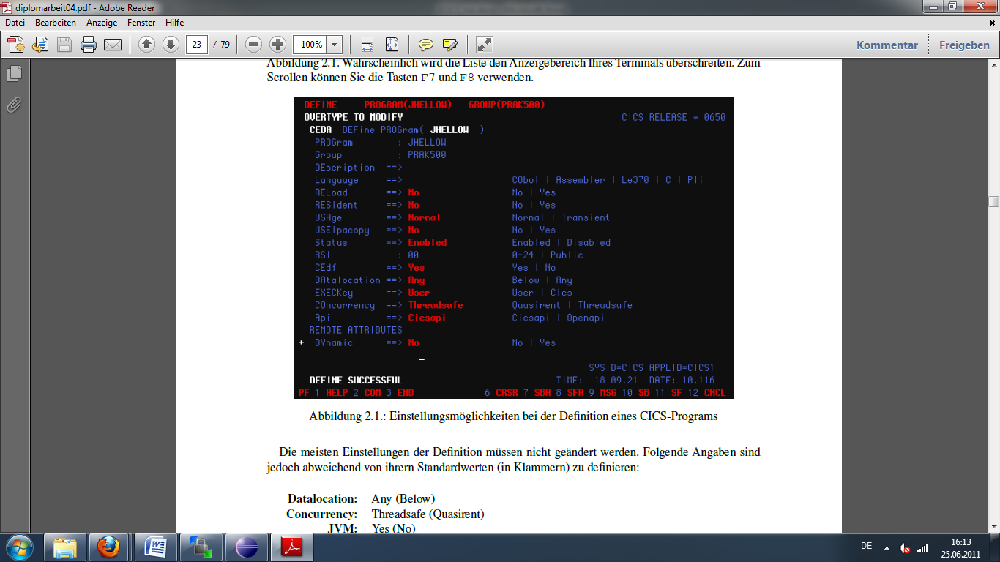 diplomarbeit04.pdf - Adobe Reader
Datei Bearbeiten Anzeige Fenster Hilfe
23 / 79 100% Kommentar Freigeben
Abbildung 2.1. Wahrscheinlich wird die Liste den Anzeigebereich Ihres Terminals überschreiten. Zum
Scrollen können Sie die Tasten F7 und F8 verwenden.
DEFINE PROGRAM(JHELLOW) GROUP(PRAK500)
OVERTYPE TO MODIFY CICS RELEASE = 0650
CEDA DEFine PROGram( JHELLOW )
PROGram : JHELLOW
Group : PRAK500
DEscription ==>
Language ==> CObol | Assembler | Le370 | C | Pli
RELoad ==> No No | Yes
RESident ==> No No | Yes
USAge ==> Normal Normal | Transient
USElpacopy ==> No No | Yes
Status ==> Enabled Enabled | Disabled
RSl : 00 0-24 | Public
CEdf ==> Yes Yes | No
DAtalocation ==> Any Below | Any
EXECKey ==> User User | Cics
COncurrency ==> Threadsafe Quasirent | Threadsafe
Api ==> Cicsapi Cicsapi | Openapi
REMOTE ATTRIBUTES
+ DYnamic ==> No No | Yes
_
SYSID=CICS APPLID=CICS1
DEFINE SUCCESSFUL TIME: 18.09.21 DATE: 10.116
PF 1 HELP 2 COM 3 END 6 CRSR 7 SBH 8 SFH 9 MSG 10 SB 11 SF 12 CNCL
Abbildung 2.1.: Einstellungsmöglichkeiten bei der Definition eines CICS-Programs
Die meisten Einstellungen der Definition müssen nicht geändert werden. Folgende Angaben sind
jedoch abweichend von ihrern Standardwerten (in Klammern) zu definieren:
Datalocation: Any (Below)
Concurrency: Threadsafe (Quasirent)
JVM: Yes (No)
DE 16:13
25.06.2011